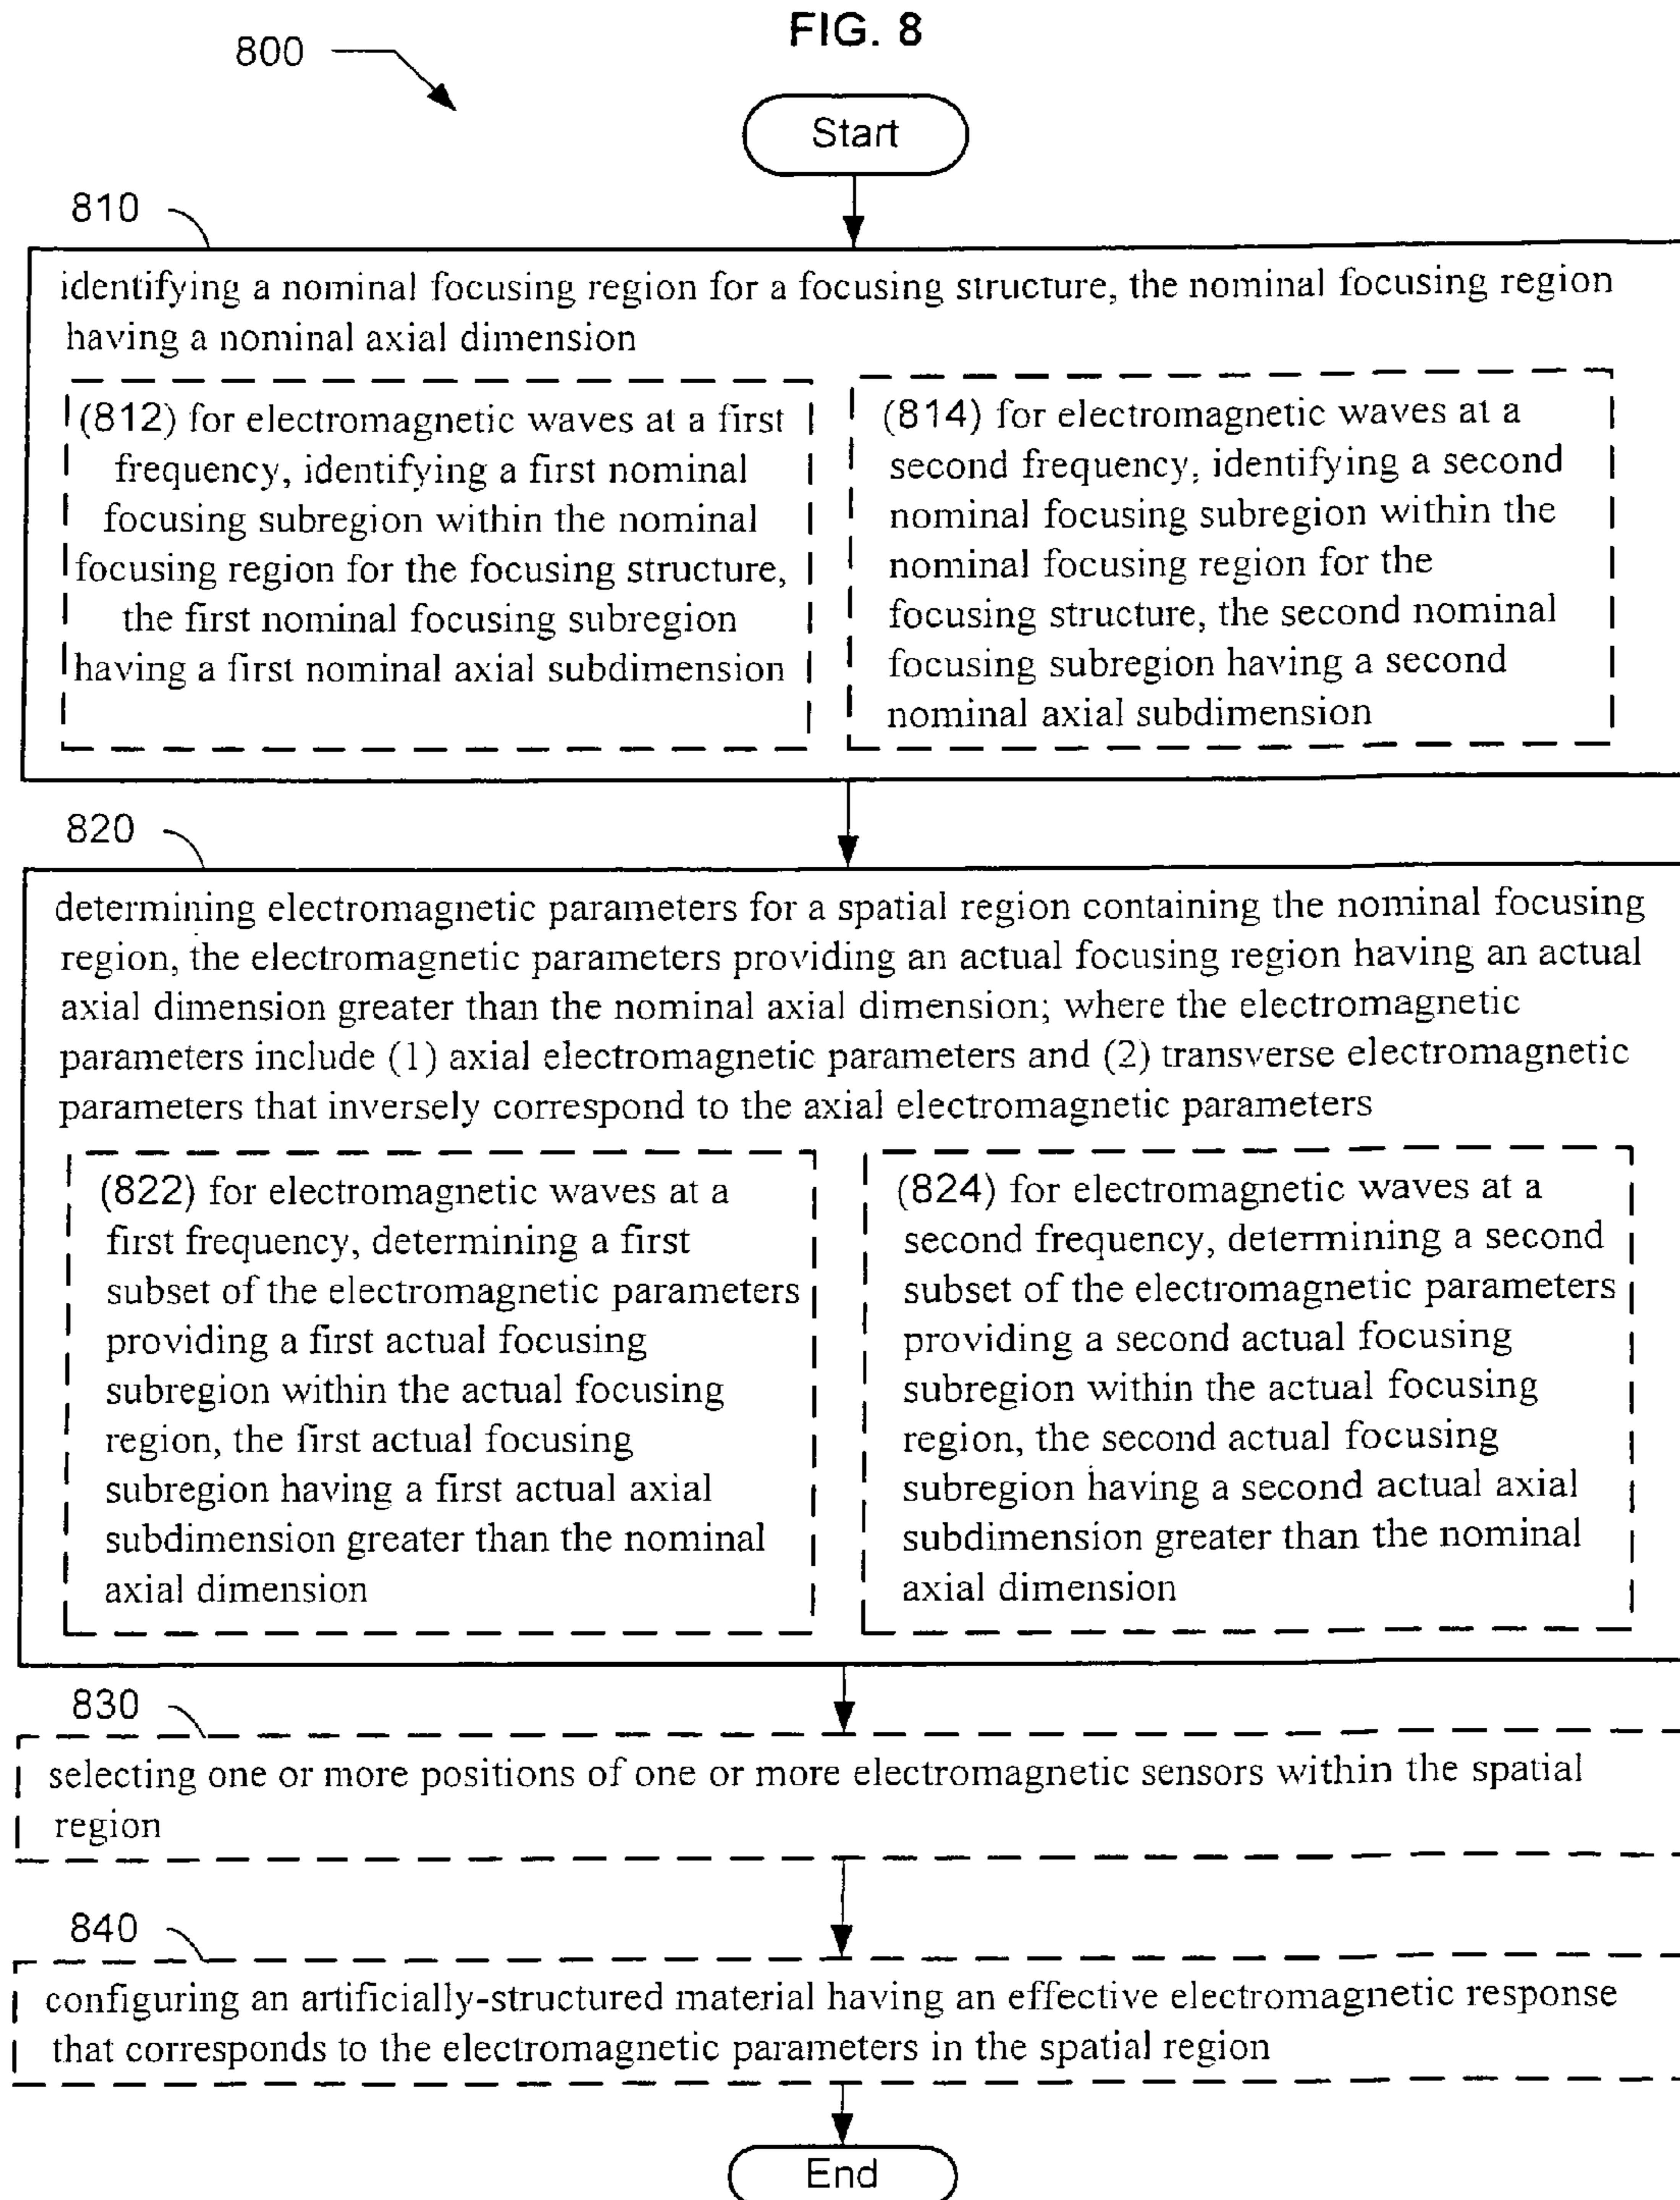 FIG. 8
800
Start
810
identifying a nominal focusing region for a focusing structure, the nominal focusing region
having a nominal axial dimension
(812) for electromagnetic waves at a first
frequency, identifying a first nominal
focusing subregion within the nominal
focusing region for the focusing structure,
the first nominal focusing subregion
having a first nominal axial subdimension
(814) for electromagnetic waves at a
second frequency, identifying a second
nominal focusing subregion within the
nominal focusing region for the
focusing structure, the second nominal
focusing subregion having a second
nominal axial subdimension
820
determining electromagnetic parameters for a spatial region containing the nominal focusing
region, the electromagnetic parameters providing an actual focusing region having an actual
axial dimension greater than the nominal axial dimension; where the electromagnetic
parameters include (1) axial electromagnetic parameters and (2) transverse electromagnetic
parameters that inversely correspond to the axial electromagnetic parameters
(822) for electromagnetic waves at a
first frequency, determining a first
subset of the electromagnetic parameters
providing a first actual focusing
subregion within the actual focusing
region, the first actual focusing
subregion having a first actual axial
subdimension greater than the nominal
axial dimension
(824) for electromagnetic waves at a
second frequency, determining a second
subset of the electromagnetic parameters
providing a second actual focusing
subregion within the actual focusing
region, the second actual focusing
subregion having a second actual axial
subdimension greater than the nominal
axial dimension
830
selecting one or more positions of one or more electromagnetic sensors within the spatial
region
840
configuring an artificially-structured material having an effective electromagnetic response
that corresponds to the electromagnetic parameters in the spatial region
End